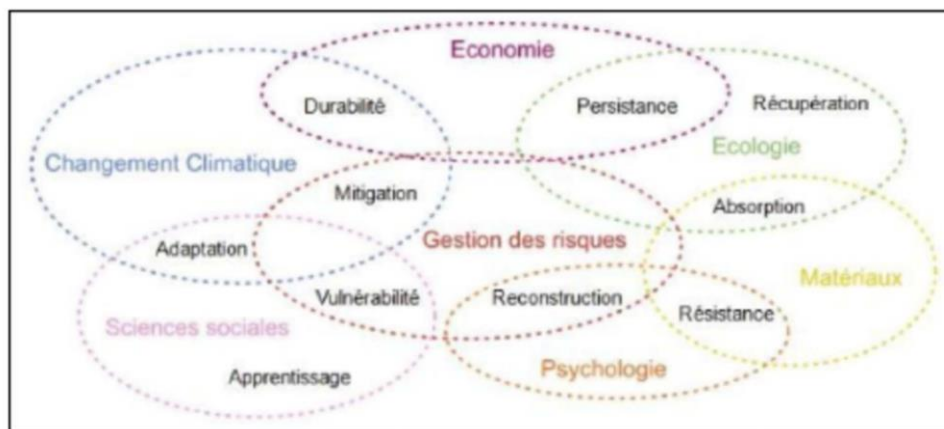 Economie
Durabilité
Persistance
Récupération
Changement Climatique
Ecologie
Mitigation
Absorption
Adaptation
Gestion des risques
Matériaux
Vulnérabilité
Reconstruction
Résistance
Sciences sociales
Psychologie
Apprentissage